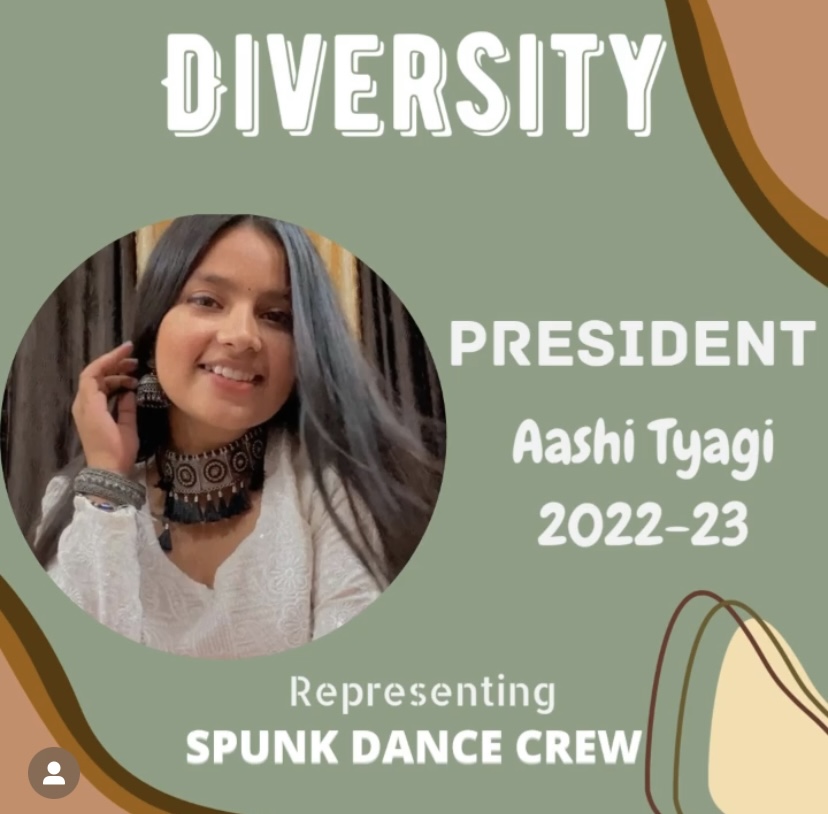 DIVERSITY
PRESIDENT
Aashi Tyagi
2022-23
Representing
SPUNK DANCE CREW